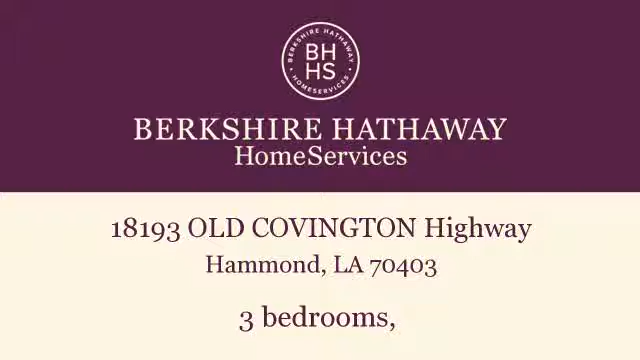 BERKSHIRE HATHAWAY
BH
HS
HOMESERVICES
BERKSHIRE HATHAWAY
HomeServices
18193 OLD COVINGTON Highway
Hammond, LA 70403
3 bedrooms,